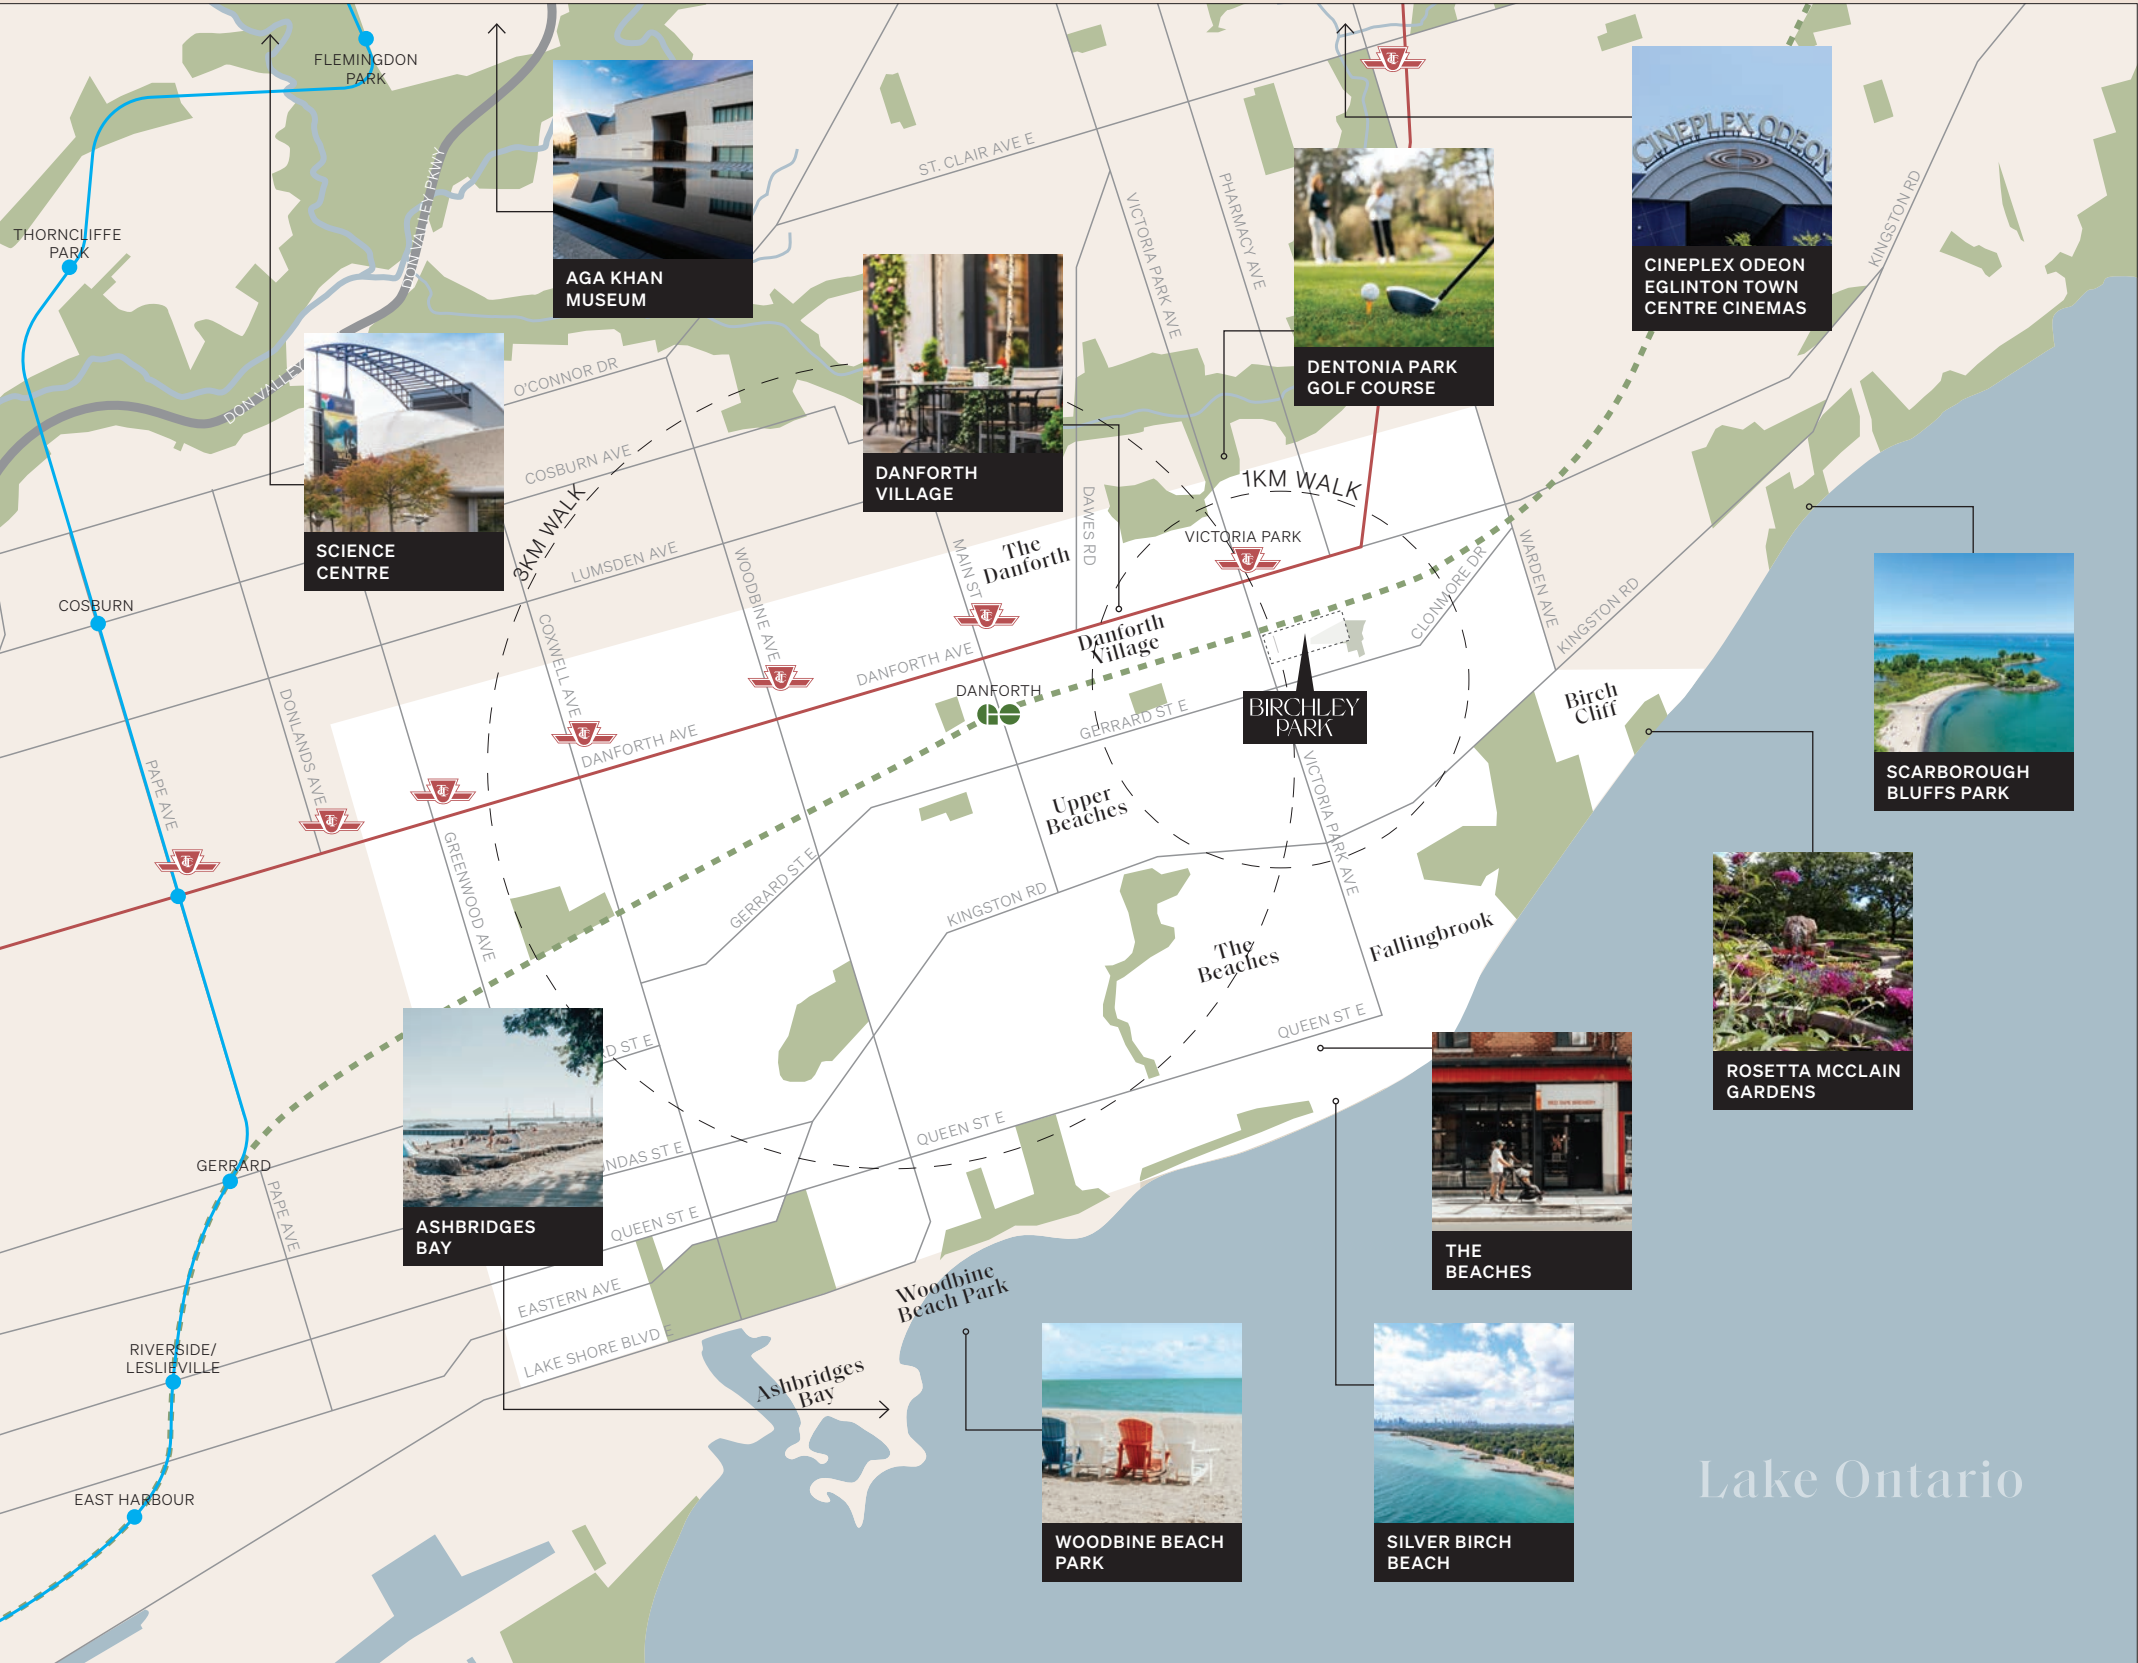 FLEMINGDON
PARK
THORNCLIFFE
PARK
DON VALLEY PKWY
DON VALLEY
AGA KHAN
MUSEUM
ST. CLAIR AVE E
VICTORIA PARK AVE
PHARMACY AVE
KINGSTON RD
CINEPLEX ODEON
CINEPLEX ODEON
EGLINTON TOWN
CENTRE CINEMAS
DENTONIA PARK
GOLF COURSE
DANFORTH
VILLAGE
SCIENCE
CENTRE
O'CONNOR DR
COSBURN AVE
LUMSDEN AVE
3KM WALK
1KM WALK
VICTORIA PARK
DAWES RD
MAIN ST
The
Danforth
WOODBINE AVE
COXWELL AVE
COSBURN
DONLANDS AVE
PAPE AVE
GREENWOOD AVE
DANFORTH AVE
DANFORTH AVE
DANFORTH
Danforth
Village
GERRARD ST E
CLONMORE DR
WARDEN AVE
KINGSTON RD
BIRCHLEY
PARK
Birch
Cliff
SCARBOROUGH
BLUFFS PARK
Upper
Beaches
VICTORIA PARK AVE
GERRARD ST E
KINGSTON RD
The
Beaches
Fallingbrook
ROSETTA MCCLAIN
GARDENS
QUEEN ST E
RD ST E
NDAS ST E
QUEEN ST E
QUEEN ST E
EASTERN AVE
LAKE SHORE BLVD E
ASHBRIDGES
BAY
GERRARD
PAPE AVE
RIVERSIDE/
LESLIEVILLE
EAST HARBOUR
Woodbine
Beach Park
Ashbridges
Bay
THE
BEACHES
WOODBINE BEACH
PARK
SILVER BIRCH
BEACH
Lake Ontario